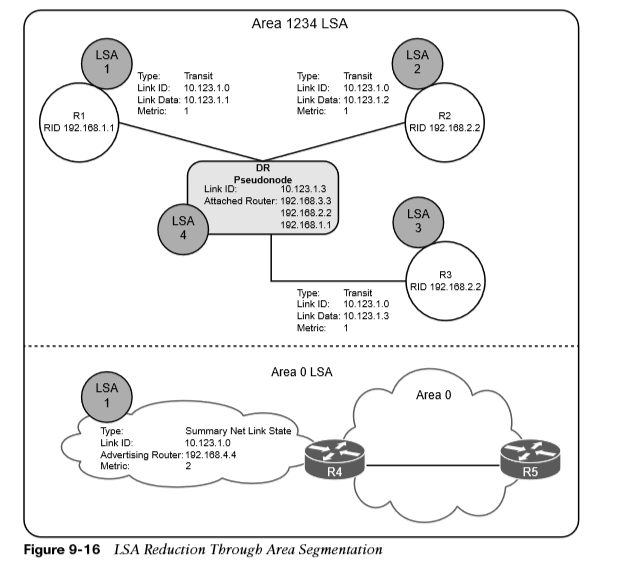 Area 1234 LSA
LSA
1
Type: Transit
Link ID: 10.123.1.0
Link Data: 10.123.1.1
Metric: 1
R1
RID 192.168.1.1
LSA
2
Type: Transit
Link ID: 10.123.1.0
Link Data: 10.123.1.2
Metric: 1
R2
RID 192.168.2.2
DR
Pseudonode
Link ID: 10.123.1.3
Attached Router: 192.168.3.3
192.168.2.2
192.168.1.1
LSA
4
LSA
3
R3
RID 192.168.2.2
Type: Transit
Link ID: 10.123.1.0
Link Data: 10.123.1.3
Metric: 1
Area 0 LSA
LSA
1
Type: Summary Net Link State
Link ID: 10.123.1.0
Advertising Router: 192.168.4.4
Metric: 2
Area 0
R4
R5
Figure 9-16 LSA Reduction Through Area Segmentation